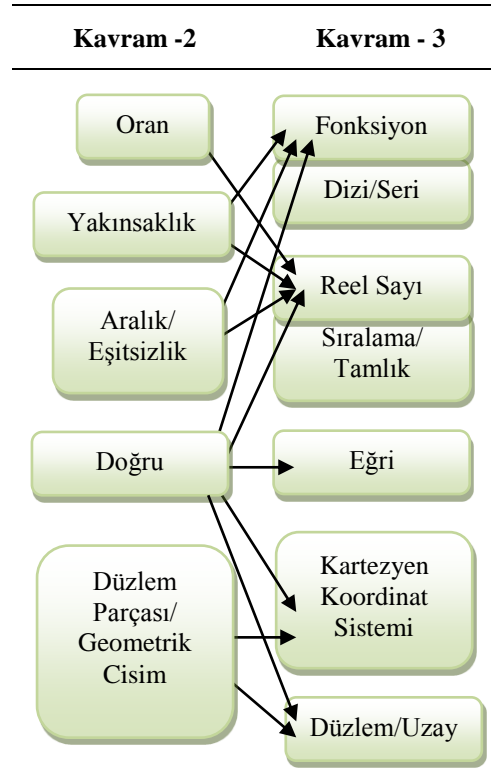 Kavram -2
Kavram - 3
Oran
Fonksiyon
Dizi/Seri
Yakınsaklık
Reel Sayı
Aralık/
Eşitsizlik
Sıralama/
Tamlık
Doğru
Eğri
Düzlem
Parçası/
Geometrik
Cisim
Kartezyen
Koordinat
Sistemi
Düzlem/Uzay